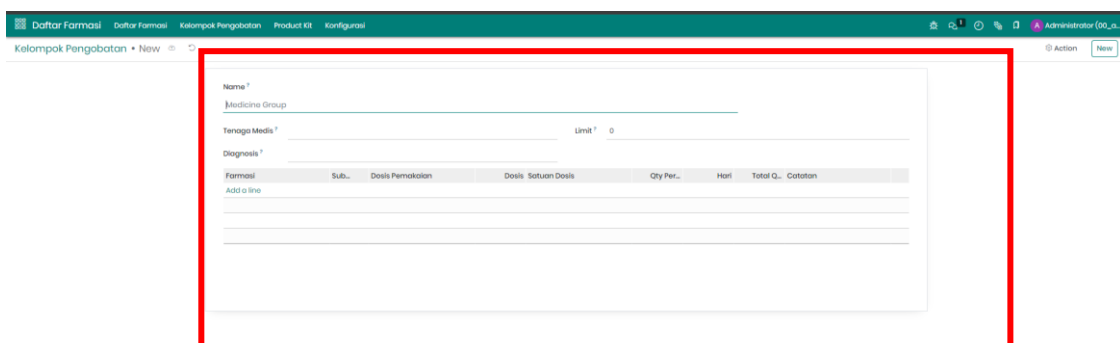 Daftar Farmasi Daftar Farmasi Kelompok Pengobatan Product Kit Konfigurasi 1 A Administrator (00_a...
Kelompok Pengobatan • New Action New
Name ?
Medicine Group
Tenaga Medis ? Limit ? 0
Diagnosis ?
Farmasi Sub... Dosis Pemakaian Dosis Satuan Dosis Qty Per... Hari Total Q... Catatan
Add a line